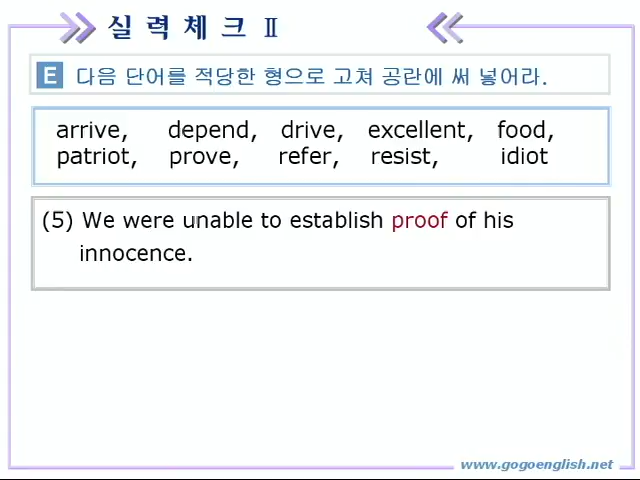 실 력 체 크 Ⅱ
E 다음 단어를 적당한 형으로 고쳐 공란에 써 넣어라.
arrive, depend, drive, excellent, food,
patriot, prove, refer, resist, idiot
(5) We were unable to establish proof of his
innocence.
www.gogoenglish.net